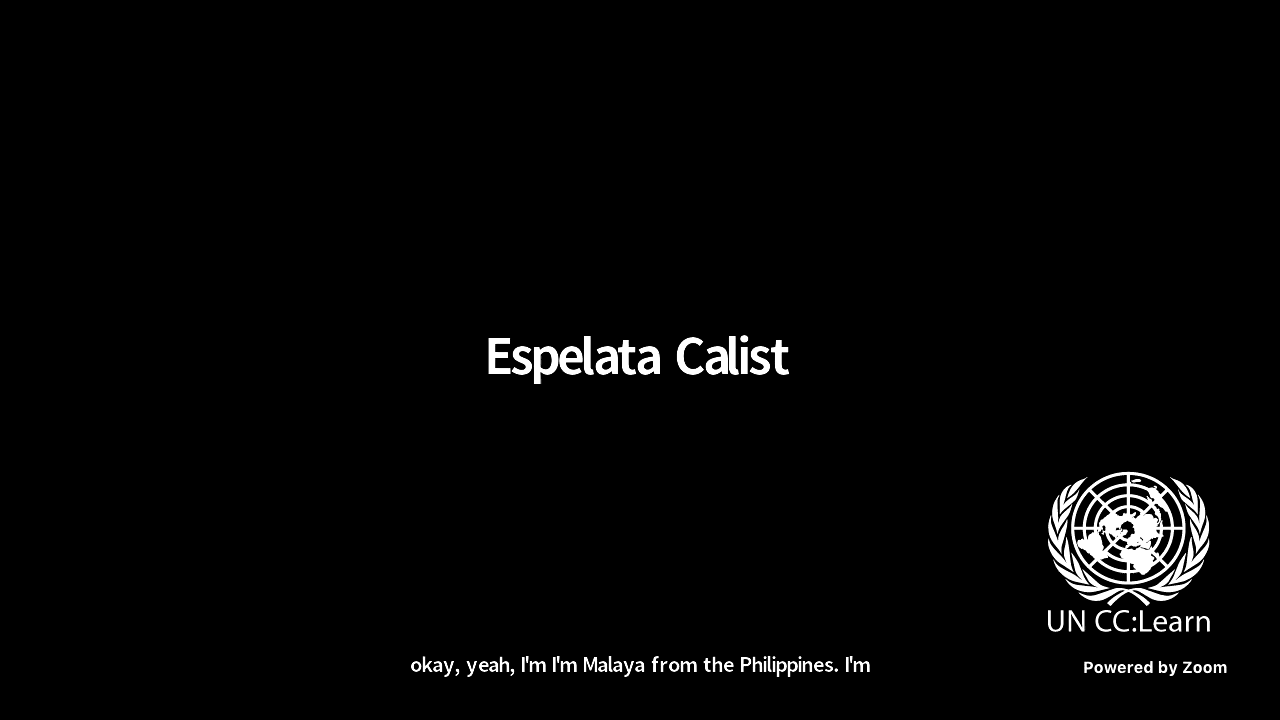 Espelata Calist
UN CC:Learn
okay, yeah, I'm I'm Malaya from the Philippines. I'm
Powered by Zoom